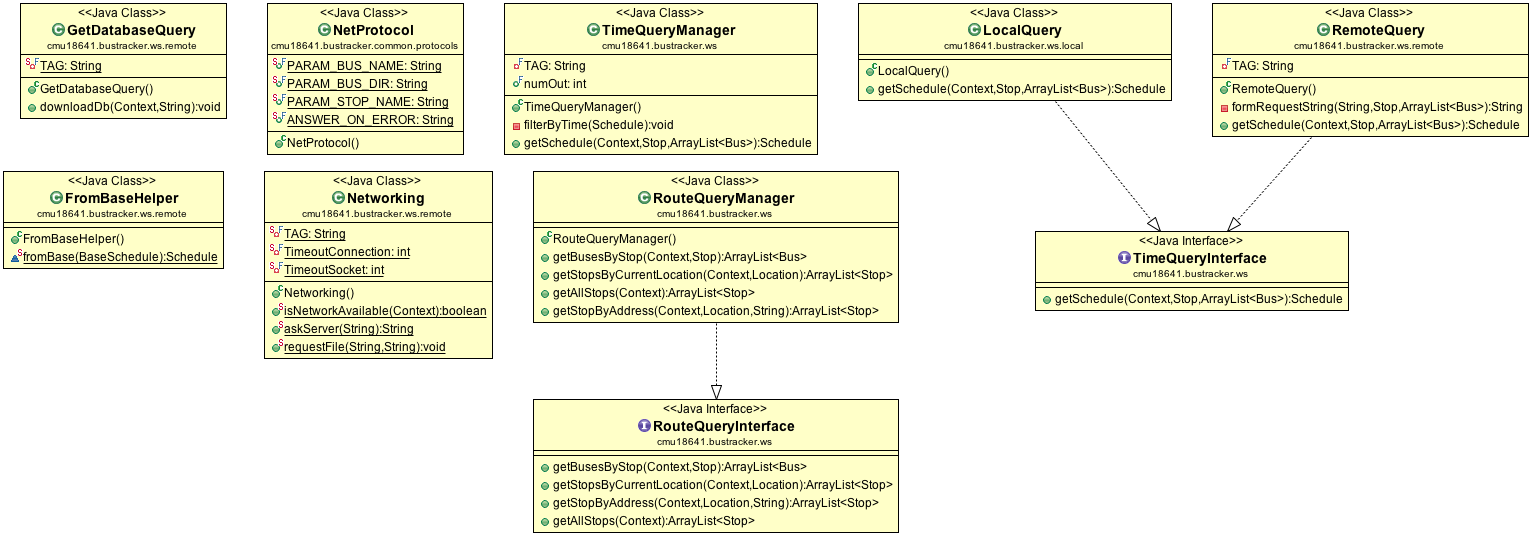 <<Java Class>>
GetDatabaseQuery
cmu18641.bustracker.ws.remote
TAG: String
GetDatabaseQuery()
downloadDb(Context,String):void
<<Java Class>>
NetProtocol
cmu18641.bustracker.common.protocols
PARAM_BUS_NAME: String
PARAM_BUS_DIR: String
PARAM_STOP_NAME: String
ANSWER_ON_ERROR: String
NetProtocol()
<<Java Class>>
TimeQueryManager
cmu18641.bustracker.ws
TAG: String
numOut: int
TimeQueryManager()
filterByTime(Schedule):void
getSchedule(Context,Stop,ArrayList<Bus>):Schedule
<<Java Class>>
LocalQuery
cmu18641.bustracker.ws.local
LocalQuery()
getSchedule(Context,Stop,ArrayList<Bus>):Schedule
<<Java Class>>
RemoteQuery
cmu18641.bustracker.ws.remote
TAG: String
RemoteQuery()
formRequestString(String,Stop,ArrayList<Bus>):String
getSchedule(Context,Stop,ArrayList<Bus>):Schedule
<<Java Class>>
FromBaseHelper
cmu18641.bustracker.ws.remote
FromBaseHelper()
fromBase(BaseSchedule):Schedule
<<Java Class>>
Networking
cmu18641.bustracker.ws.remote
TAG: String
TimeoutConnection: int
TimeoutSocket: int
Networking()
isNetworkAvailable(Context):boolean
askServer(String):String
requestFile(String,String):void
<<Java Class>>
RouteQueryManager
cmu18641.bustracker.ws
RouteQueryManager()
getBusesByStop(Context,Stop):ArrayList<Bus>
getStopsByCurrentLocation(Context,Location):ArrayList<Stop>
getAllStops(Context):ArrayList<Stop>
getStopByAddress(Context,Location,String):ArrayList<Stop>
<<Java Interface>>
TimeQueryInterface
cmu18641.bustracker.ws
getSchedule(Context,Stop,ArrayList<Bus>):Schedule
<<Java Interface>>
RouteQueryInterface
cmu18641.bustracker.ws
getBusesByStop(Context,Stop):ArrayList<Bus>
getStopsByCurrentLocation(Context,Location):ArrayList<Stop>
getStopByAddress(Context,Location,String):ArrayList<Stop>
getAllStops(Context):ArrayList<Stop>